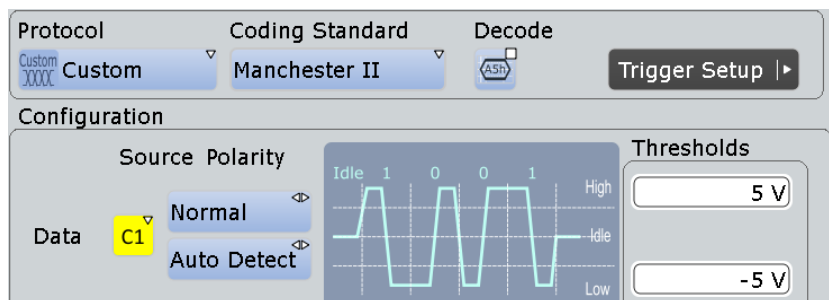 Protocol Coding Standard Decode
Custom XXXX Custom Manchester II A5h Trigger Setup
Configuration
Source Polarity Thresholds
Idle 1 0 0 1 High
Normal 5 V
Data C1 Idle
Auto Detect
Low -5 V